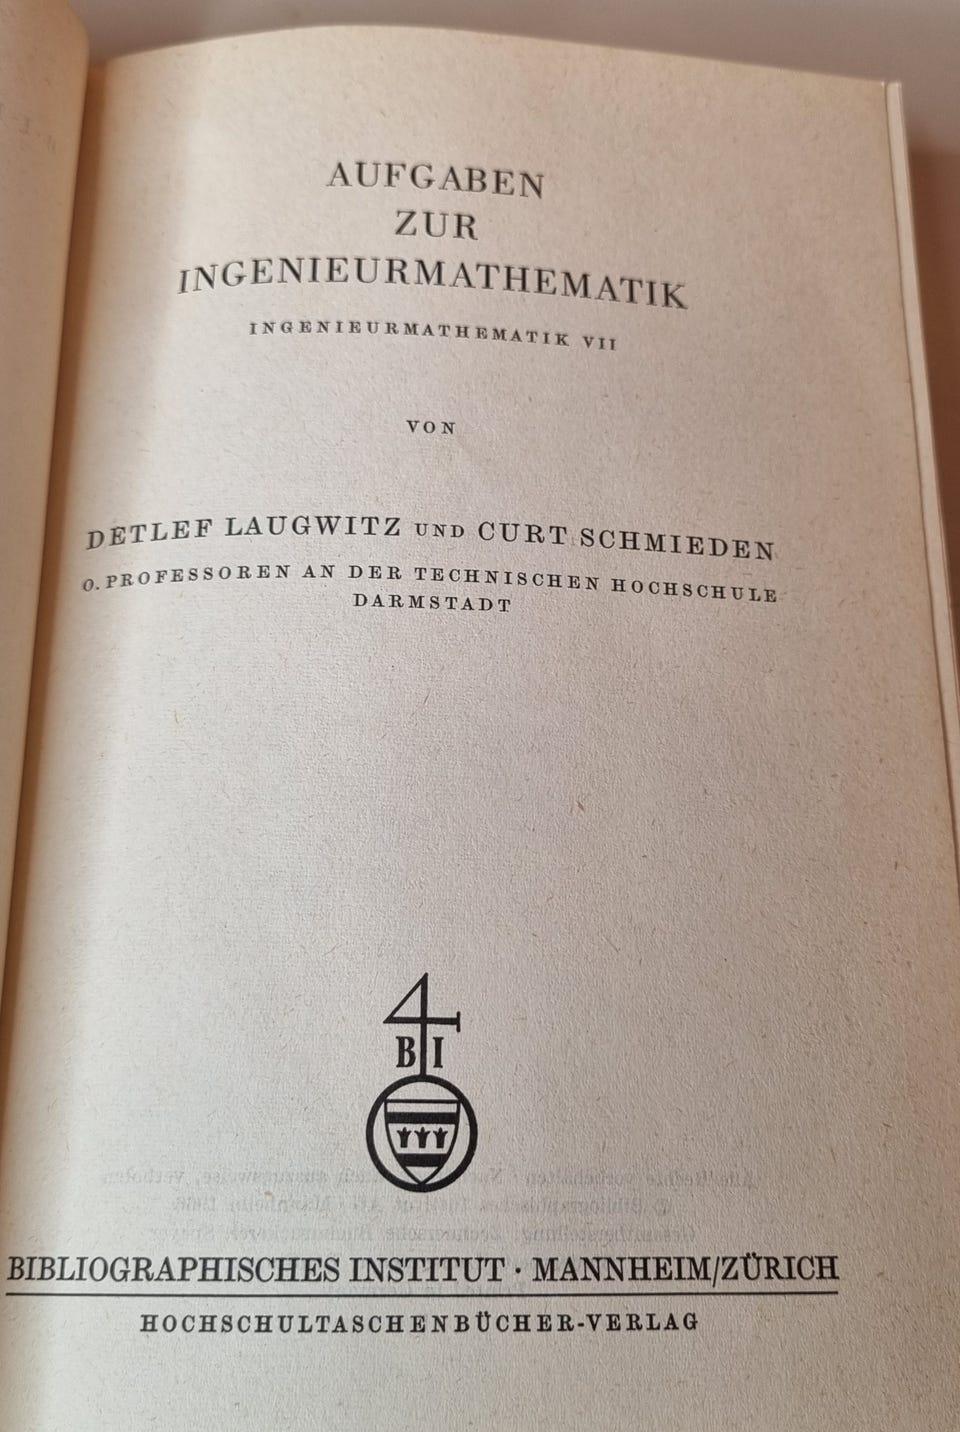 AUFGABEN
ZUR
INGENIEURMATHEMATIK
INGENIEURMATHEMATIK VII
VON
DETLEF LAUGWITZ UND CURT SCHMIEDEN
O. PROFESSOREN AN DER TECHNISCHEN HOCHSCHULE
DARMSTADT
B I
BIBLIOGRAPHISCHES INSTITUT · MANNHEIM/ZÜRICH
HOCHSCHULTASCHENBÜCHER-VERLAG